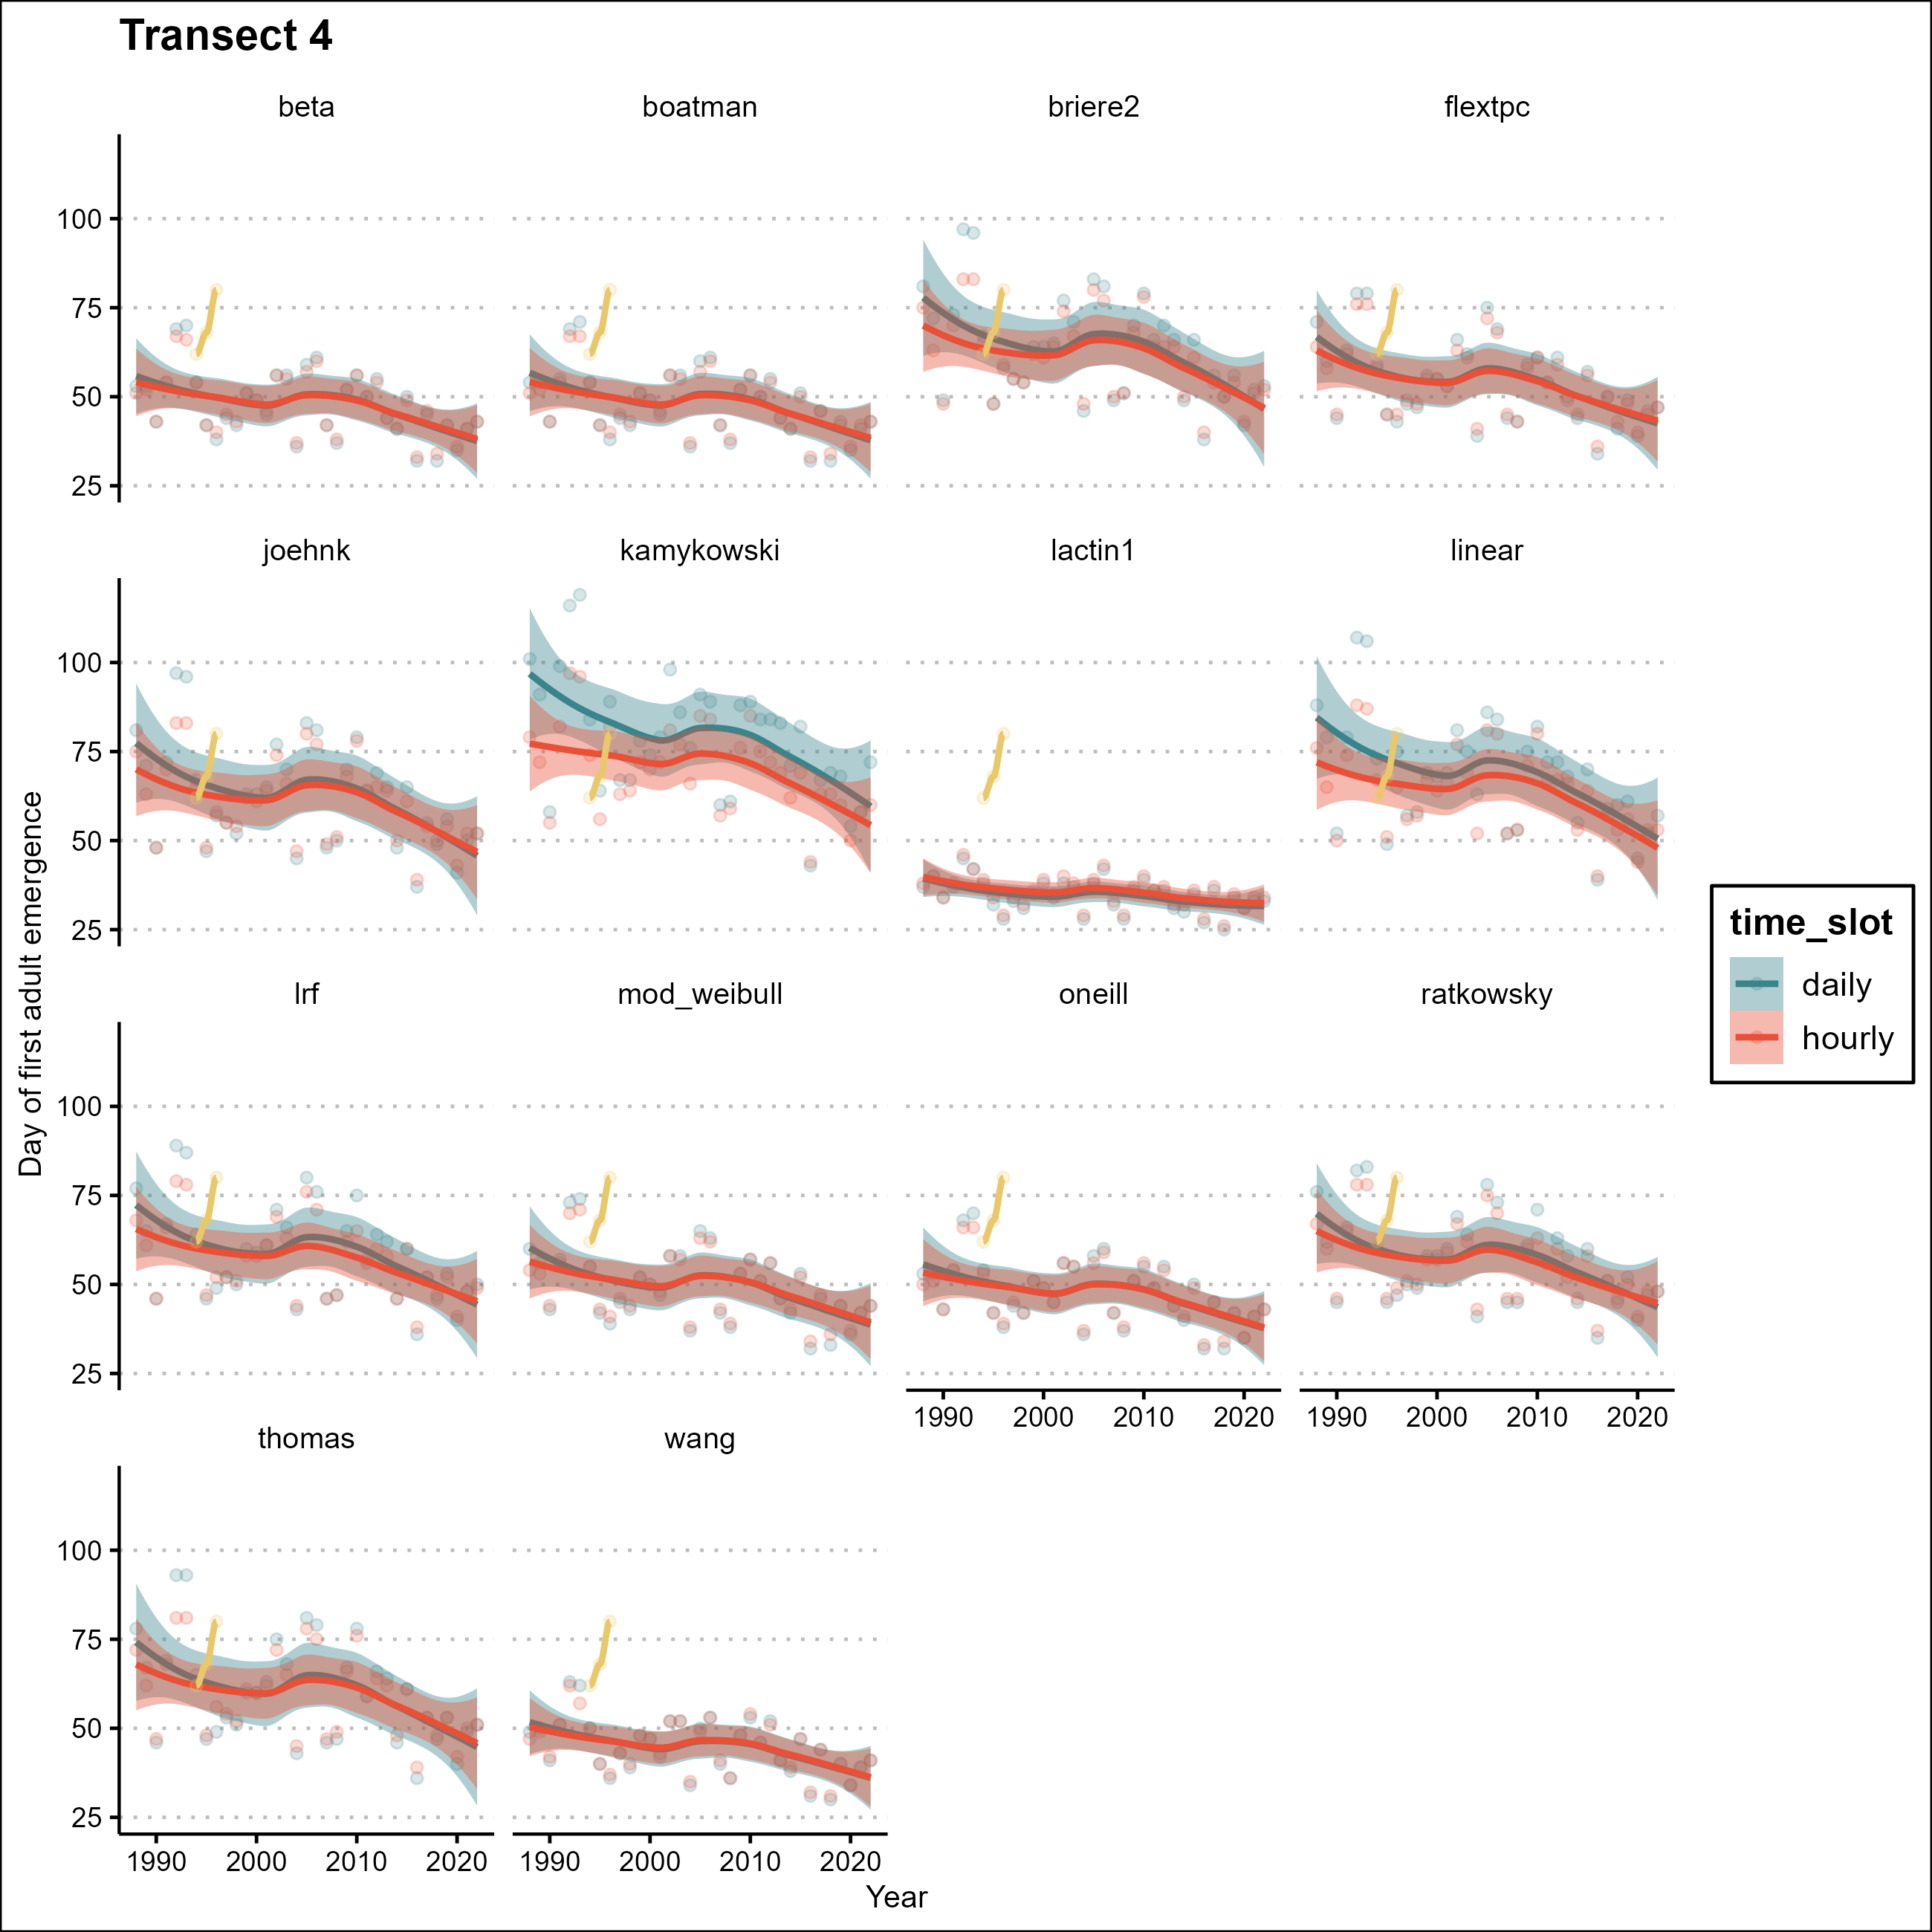 Transect 4
beta boatman briere2 flextpc
100
75
50
25
joehnk kamykowski lactin1 linear
100
75
50
25
Day of first adult emergence
time_slot
daily
hourly
lrf mod_weibull oneill ratkowsky
100
75
50
25
1990 2000 2010 2020 1990 2000 2010 2020
thomas wang
100
75
50
25
1990 2000 2010 2020 1990 2000 2010 2020
Year